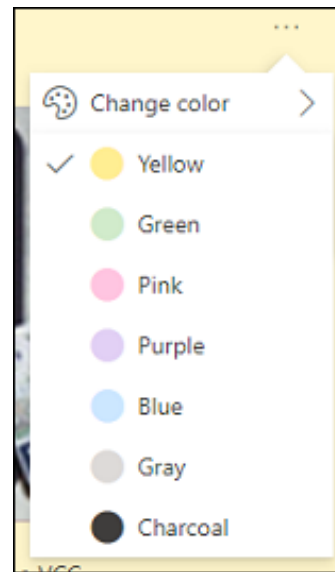 Change color
Yellow
Green
Pink
Purple
Blue
Gray
Charcoal